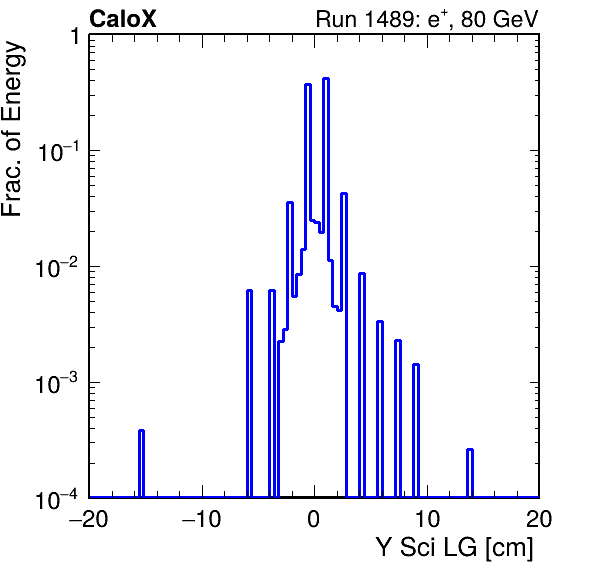 CaloX Run 1489: e⁺, 80 GeV
Frac. of Energy
1
10⁻¹
10⁻²
10⁻³
10⁻⁴
−20 −10 0 10 20
Y Sci LG [cm]